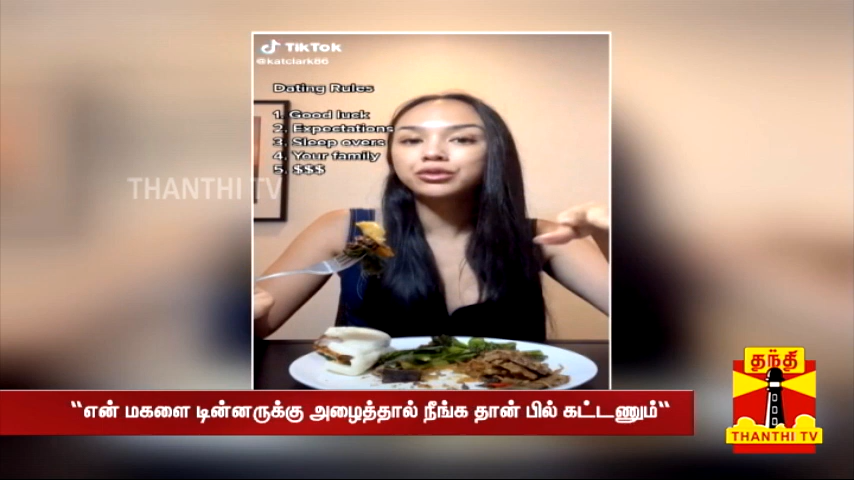 TikTok
@katclark86
Dating Rules
1. Good luck
2. Expectations
3. Sleep overs
4. Your family
5. $$$
THANTHI TV
"என் மகளை டின்னருக்கு அழைத்தால் நீங்க தான் பில் கட்டணும்"
தந்தி
THANTHI TV